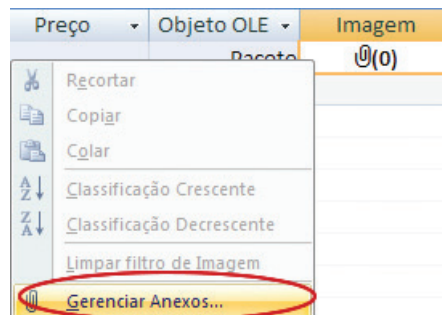 Preço Objeto OLE Imagem
Pacote (0)
Recortar
Copiar
Colar
Classificação Crescente
Classificação Decrescente
Limpar filtro de Imagem
Gerenciar Anexos...